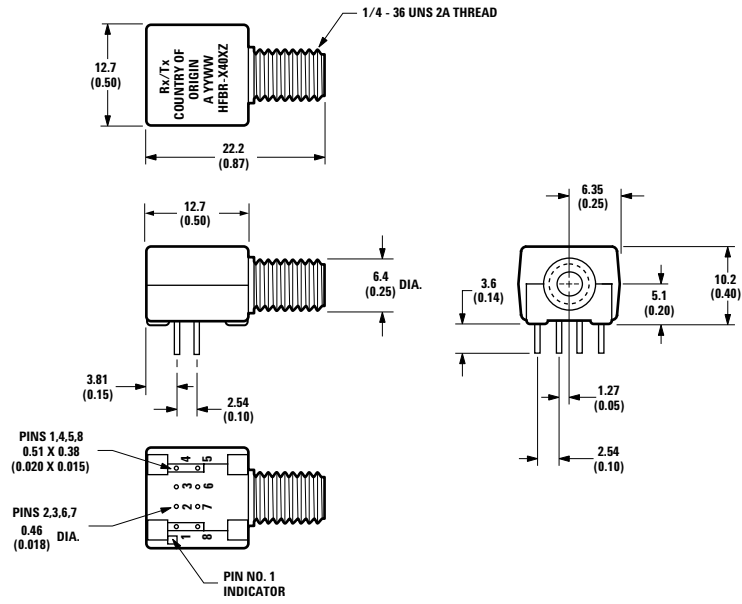 1/4 - 36 UNS 2A THREAD
12.7
(0.50)
Rx/Tx
COUNTRY OF
ORIGIN
A YYWW
HFBR-X40XZ
22.2
(0.87)
12.7
(0.50)
6.35
(0.25)
6.4
(0.25) DIA.
3.6
(0.14)
10.2
(0.40)
5.1
(0.20)
3.81
(0.15)
2.54
(0.10)
1.27
(0.05)
2.54
(0.10)
PINS 1,4,5,8
0.51 X 0.38
(0.020 X 0.015)
4 5
3 6
2 7
1 8
PINS 2,3,6,7
0.46
(0.018) DIA.
PIN NO. 1
INDICATOR